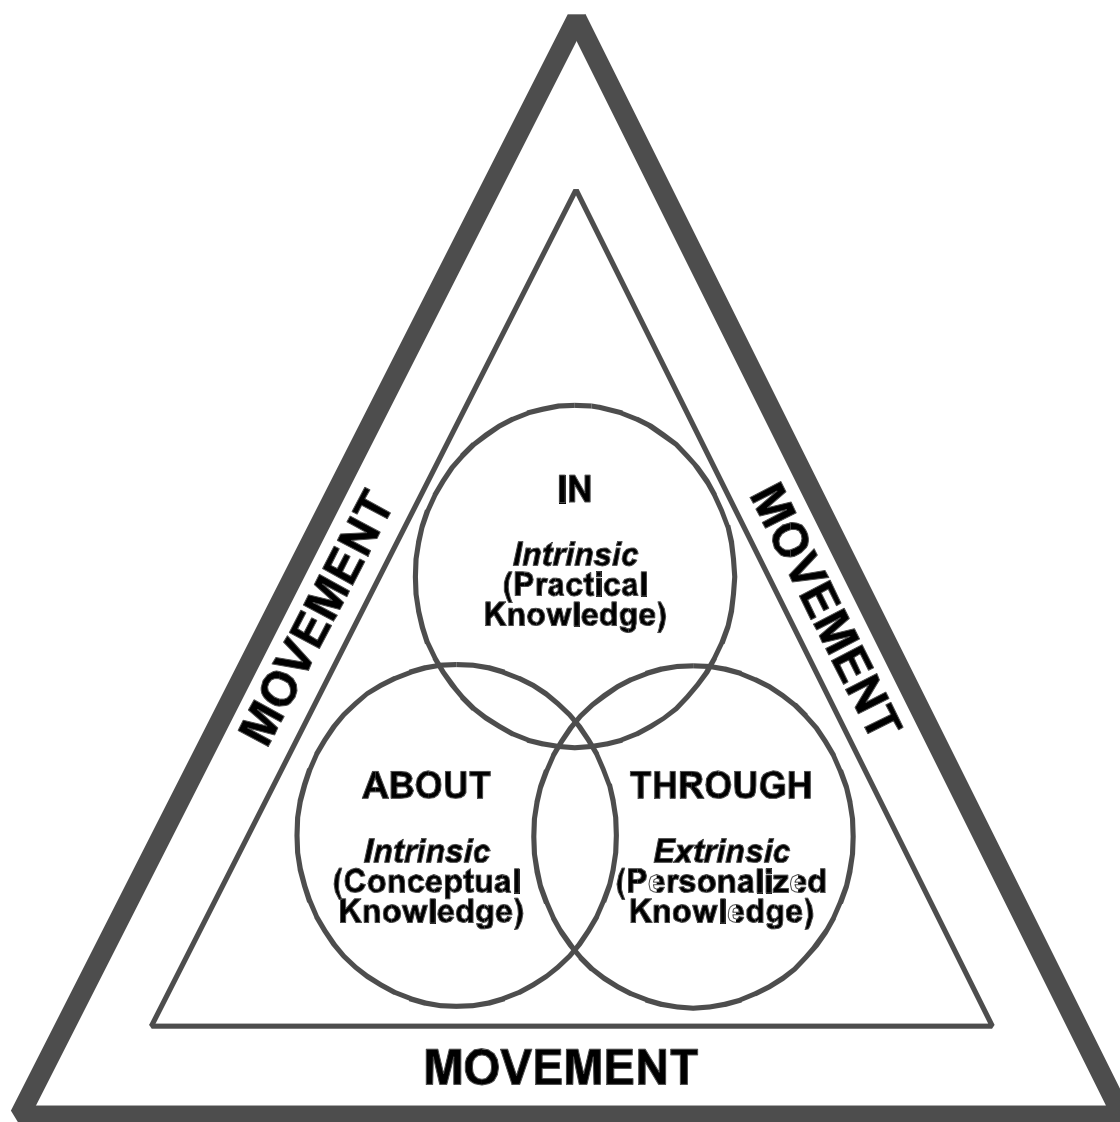 IN
Intrinsic
(Practical
Knowledge)
MOVEMENT
MOVEMENT
ABOUT
Intrinsic
(Conceptual
Knowledge)
THROUGH
Extrinsic
(Personalized
Knowledge)
MOVEMENT